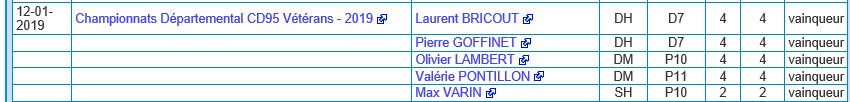 12-01-2019 Championnats Départemental CD95 Vétérans - 2019 Laurent BRICOUT DH D7 4 4 vainqueur
Pierre GOFFINET DH D7 4 4 vainqueur
Olivier LAMBERT DM P10 4 4 vainqueur
Valérie PONTILLON DM P11 4 4 vainqueur
Max VARIN SH P10 2 2 vainqueur